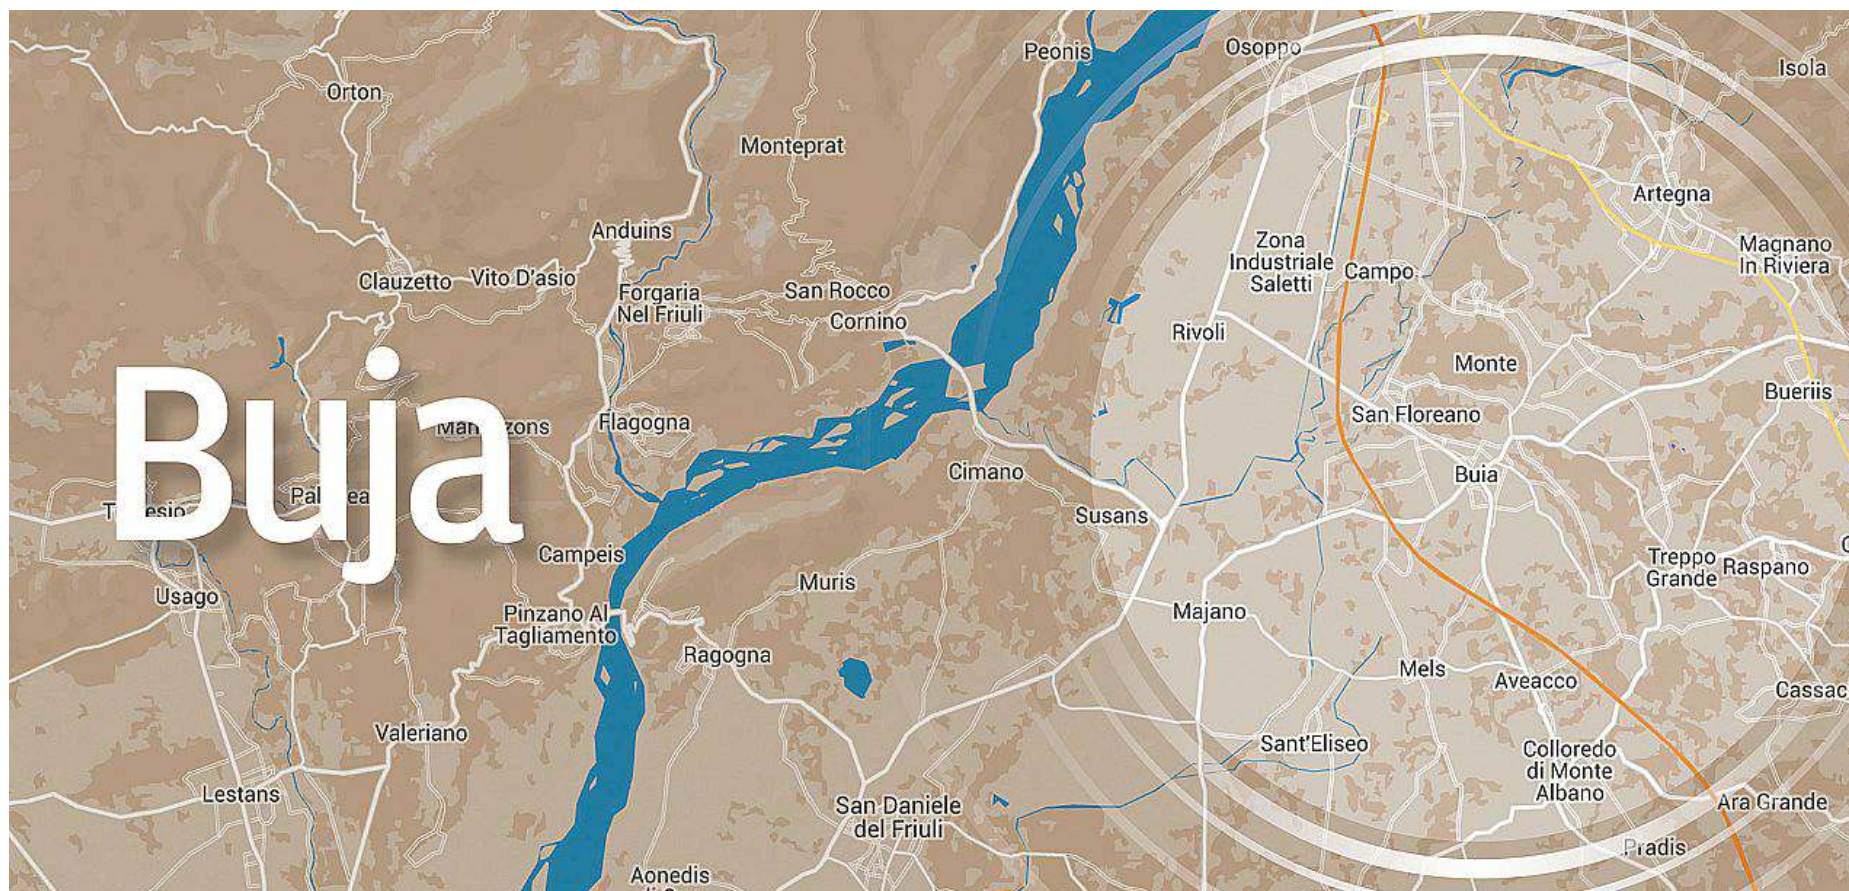 Peonis
Osoppo
Isola
Orton
Monteprat
Artegna
Anduins
Zona
Industriale
Saletti
Campo
Magnano
In Riviera
Clauzetto
Vito D'asio
Forgaria
Nel Friuli
San Rocco
Cornino
Rivoli
Monte
Bueriis
Buja
San Floreano
Flagogna
Cimano
Buia
Susans
Campeis
Treppo
Grande
Raspano
Muris
Usago
Pinzano Al
Tagliamento
Majano
Ragogna
Mels
Aveacco
Cassac
Valeriano
Sant'Eliseo
Colloredo
di Monte
Albano
Lestans
San Daniele
del Friuli
Ara Grande
Pradis
Aonedis